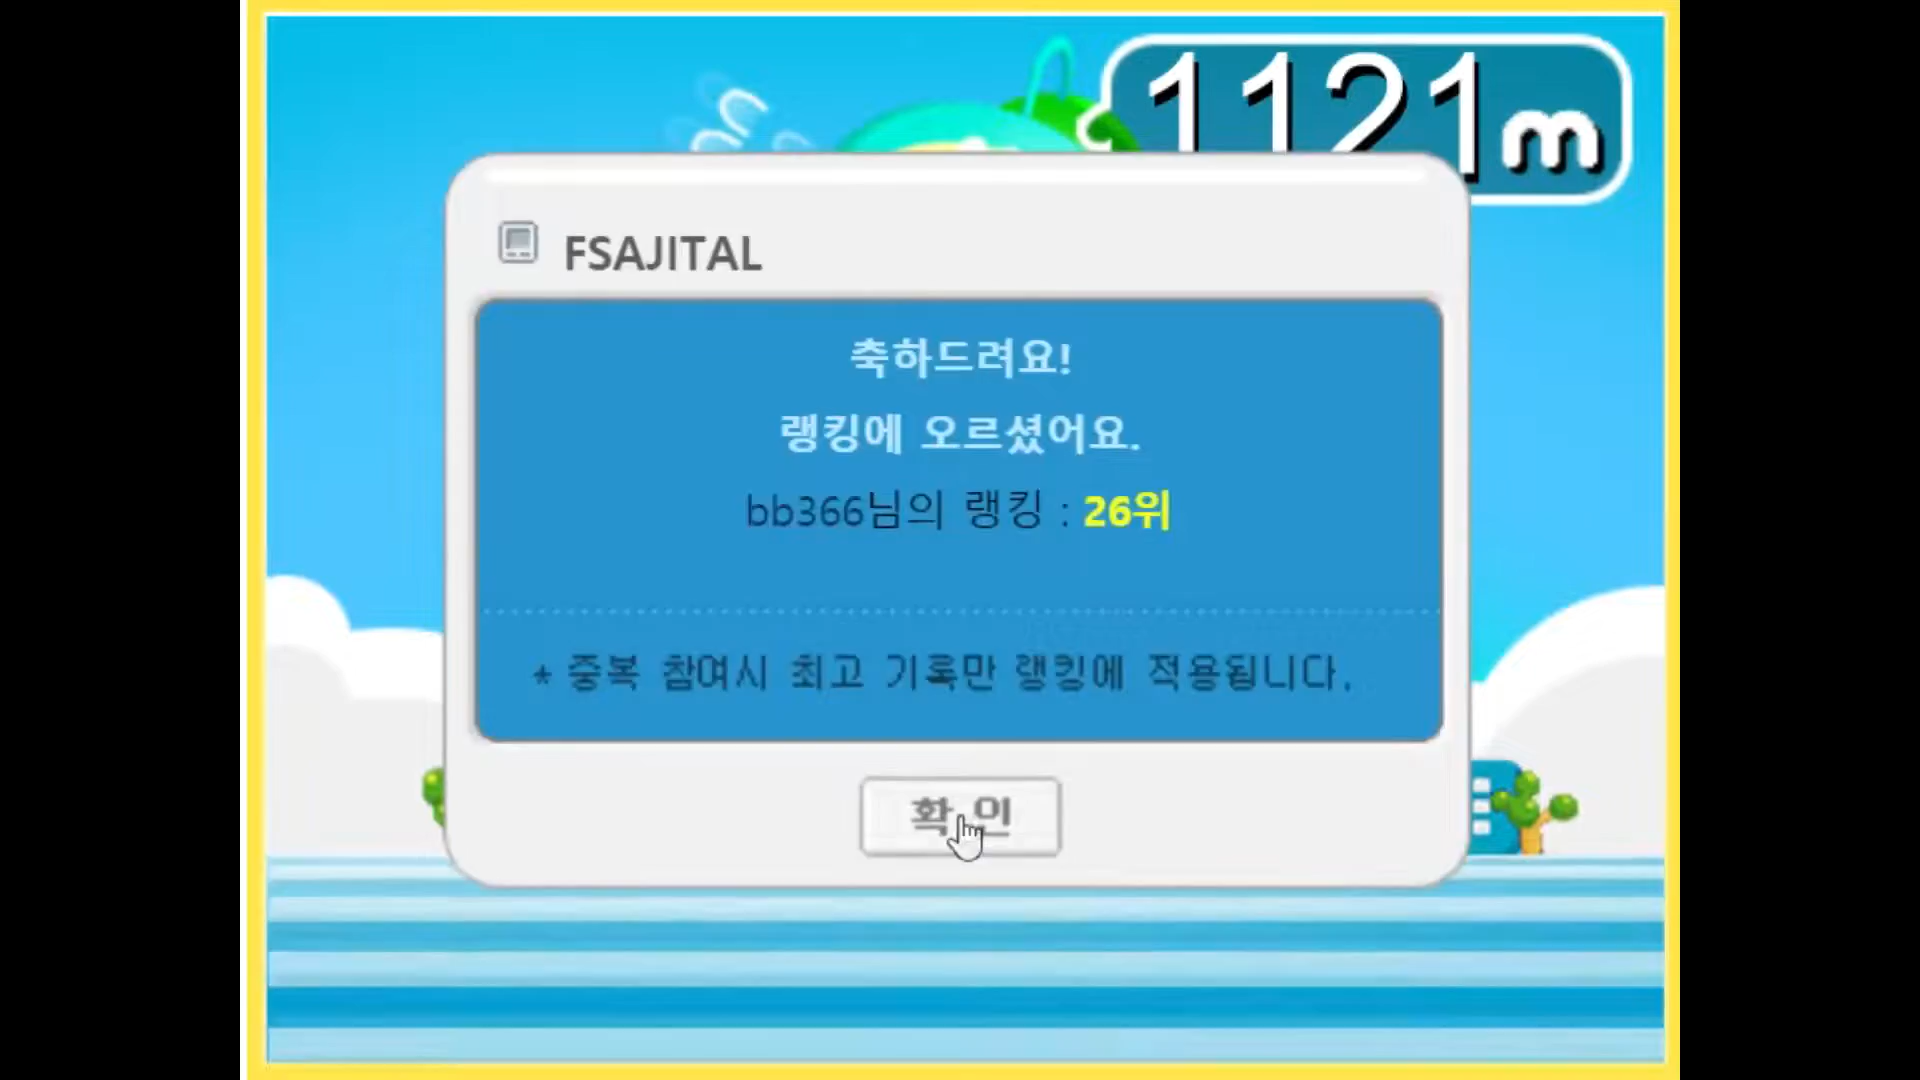 1121m
FSAJITAL
축하드려요!
랭킹에 오르셨어요.
bb366님의 랭킹 : 26위
* 중복 참여시 최고 기록만 랭킹에 적용됩니다.
확인